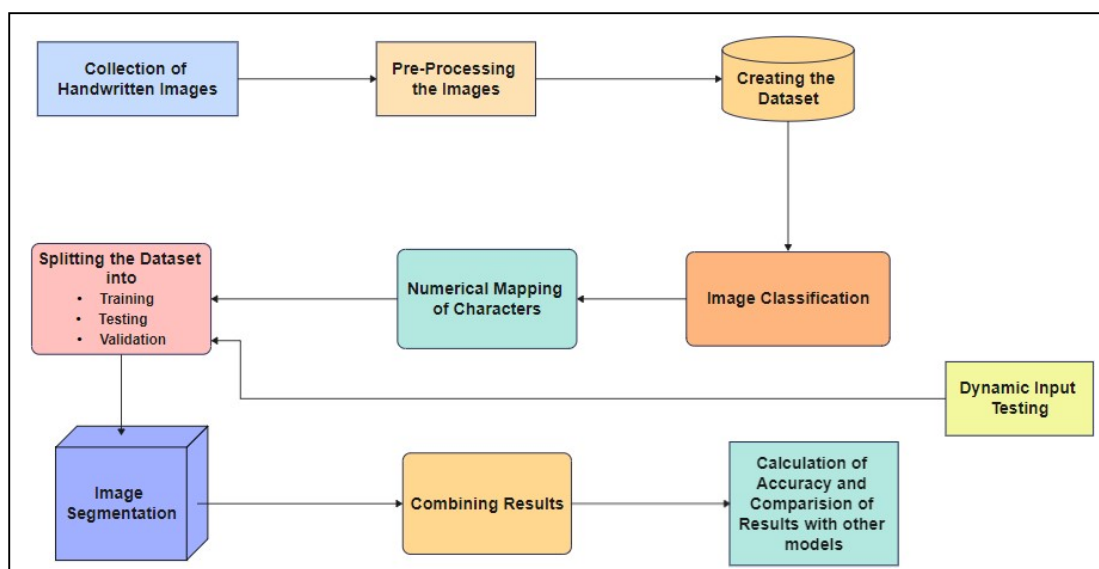 Collection of
Handwritten Images
Pre-Processing
the Images
Creating the
Dataset
Image Classification
Numerical Mapping
of Characters
Splitting the Dataset
into
• Training
• Testing
• Validation
Dynamic Input
Testing
Image
Segmentation
Combining Results
Calculation of
Accuracy and
Comparision of
Results with other
models